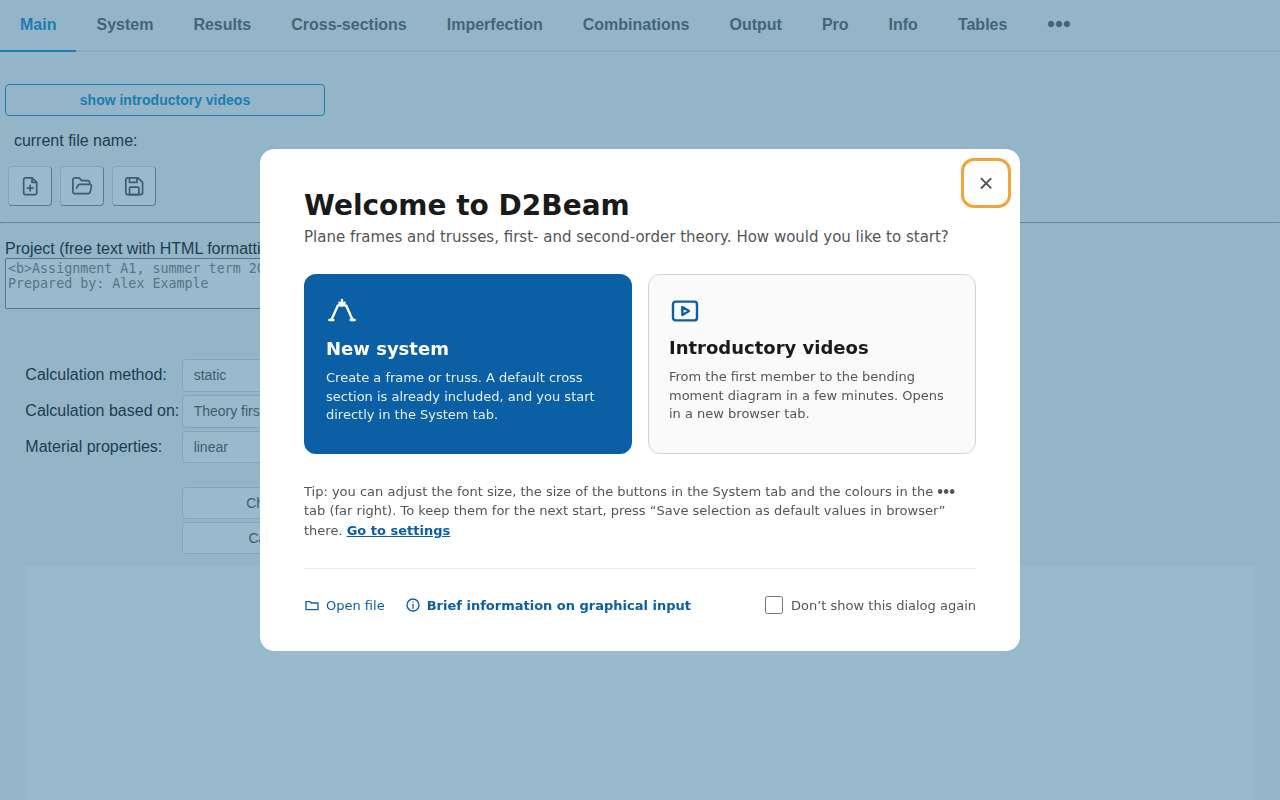 Main System Results Cross-sections Imperfection Combinations Output Pro Info Tables •••
show introductory videos
current file name:
Project (free text with HTML formatti
<b>Assignment A1, summer term 20
Prepared by: Alex Example
Calculation method: static
Calculation based on: Theory firs
Material properties: linear
Ch
Ca
Welcome to D2Beam
Plane frames and trusses, first- and second-order theory. How would you like to start?
New system
Create a frame or truss. A default cross
section is already included, and you start
directly in the System tab.
Introductory videos
From the first member to the bending
moment diagram in a few minutes. Opens
in a new browser tab.
Tip: you can adjust the font size, the size of the buttons in the System tab and the colours in the •••
tab (far right). To keep them for the next start, press “Save selection as default values in browser”
there. Go to settings
Open file Brief information on graphical input Don’t show this dialog again